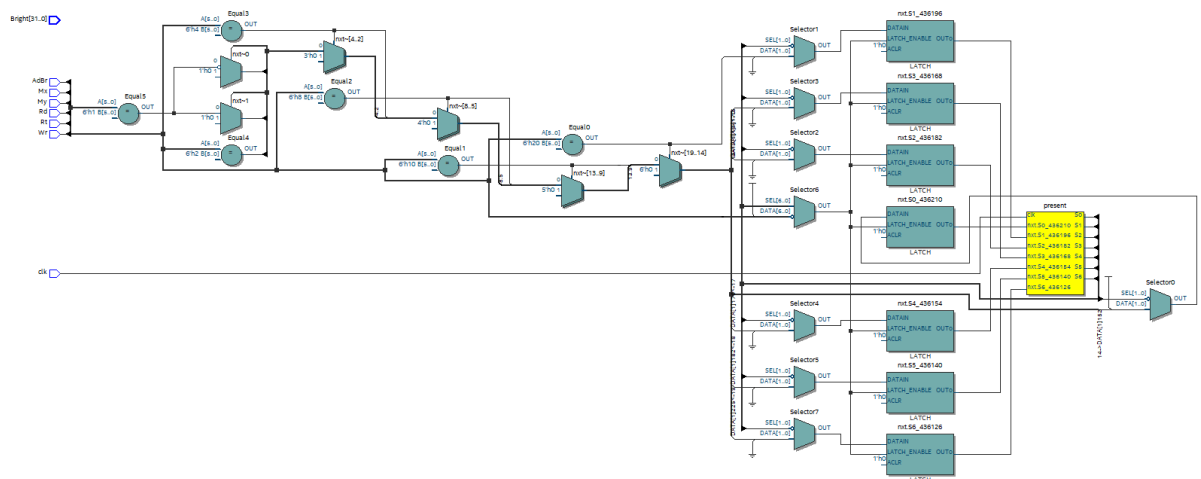 Bright[31..0]
AdBr
Mx
My
Rd
Rt
Wr
clk
Equal5
A[5..0]
6'h1 B[5..0]
OUT
Equal3
A[5..0]
6'h4 B[5..0]
OUT
nxt~0
1'h0
1
nxt~1
1'h0
1
Equal4
A[5..0]
6'h2 B[5..0]
OUT
nxt~[4..2]
0
3'h0 1
Equal2
A[5..0]
6'h8 B[5..0]
OUT
nxt~[8..5]
0
4'h0 1
Equal1
A[5..0]
6'h10 B[5..0]
OUT
Equal0
A[5..0]
6'h20 B[5..0]
OUT
nxt~[13..9]
0
5'h0 1
nxt~[19..14]
0
6'h0 1
Selector1
SEL[1..0]
DATA[1..0]
OUT
Selector3
SEL[1..0]
DATA[1..0]
OUT
Selector2
SEL[1..0]
DATA[1..0]
OUT
Selector6
SEL[6..0]
DATA[6..0]
OUT
Selector4
SEL[1..0]
DATA[1..0]
OUT
Selector5
SEL[1..0]
DATA[1..0]
OUT
Selector7
SEL[1..0]
DATA[1..0]
OUT
nxt.S1_436196
DATAIN
LATCH_ENABLE OUT0
1'h0 ACLR
LATCH
nxt.S3_436168
DATAIN
LATCH_ENABLE OUT0
1'h0 ACLR
LATCH
nxt.S2_436182
DATAIN
LATCH_ENABLE OUT0
1'h0 ACLR
LATCH
nxt.S0_436210
DATAIN
LATCH_ENABLE OUT0
1'h0 ACLR
LATCH
nxt.S4_436154
DATAIN
LATCH_ENABLE OUT0
1'h0 ACLR
LATCH
nxt.S5_436140
DATAIN
LATCH_ENABLE OUT0
1'h0 ACLR
LATCH
nxt.S6_436126
DATAIN
LATCH_ENABLE OUT0
1'h0 ACLR
LATCH
present
clk S0
nxt.S0_436210 S1
nxt.S1_436196 S2
nxt.S2_436182 S3
nxt.S3_436168 S4
nxt.S4_436154 S5
nxt.S5_436140 S6
nxt.S6_436126
Selector0
SEL[1..0]
DATA[1..0]
OUT